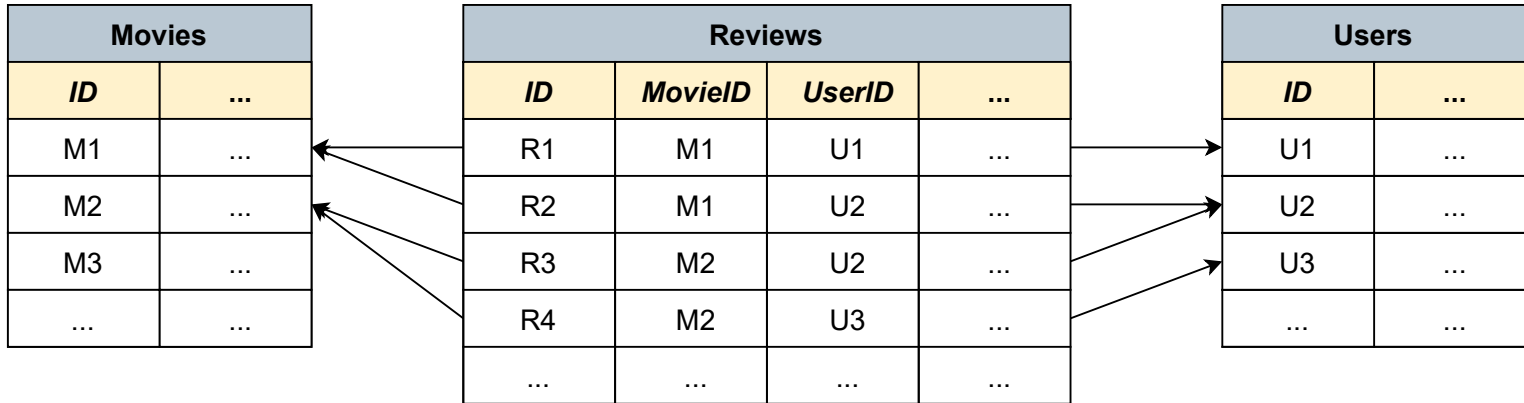 Movies Reviews Users
ID ... ID MovieID UserID ... ID ...
M1 ... R1 M1 U1 ... U1 ...
M2 ... R2 M1 U2 ... U2 ...
M3 ... R3 M2 U2 ... U3 ...
... ... R4 M2 U3 ... ... ...
... ... ... ...